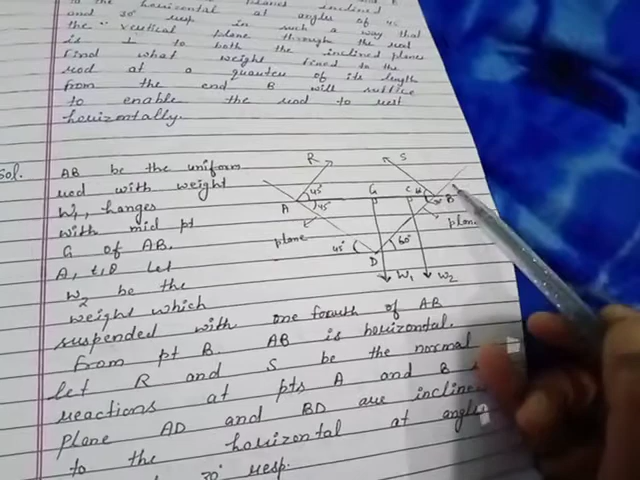 to the horizontal at angle of 45
and 30° resp in such a way that
the vertical plane through the rod
is ⊥ to both the inclined planes
Find what weight fixed to the
rod at a quarter of its length
from the end B will suffice
to enable the rod to rest
horizontally.
Sol. AB be the uniform
rod with weight
W₁, hanges
with mid pt
G of AB.
A, let
W₂ be the
weight which
suspended with one fourth of AB
from pt B. AB is horizontal.
Let R and S be the normal
reactions at pts A and B
plane AD and BD are incline
to the horizontal at angle
30° resp.
R
S
45°
45°
A
G
C
B
plane
plane
45°
60°
D
W₁
W₂